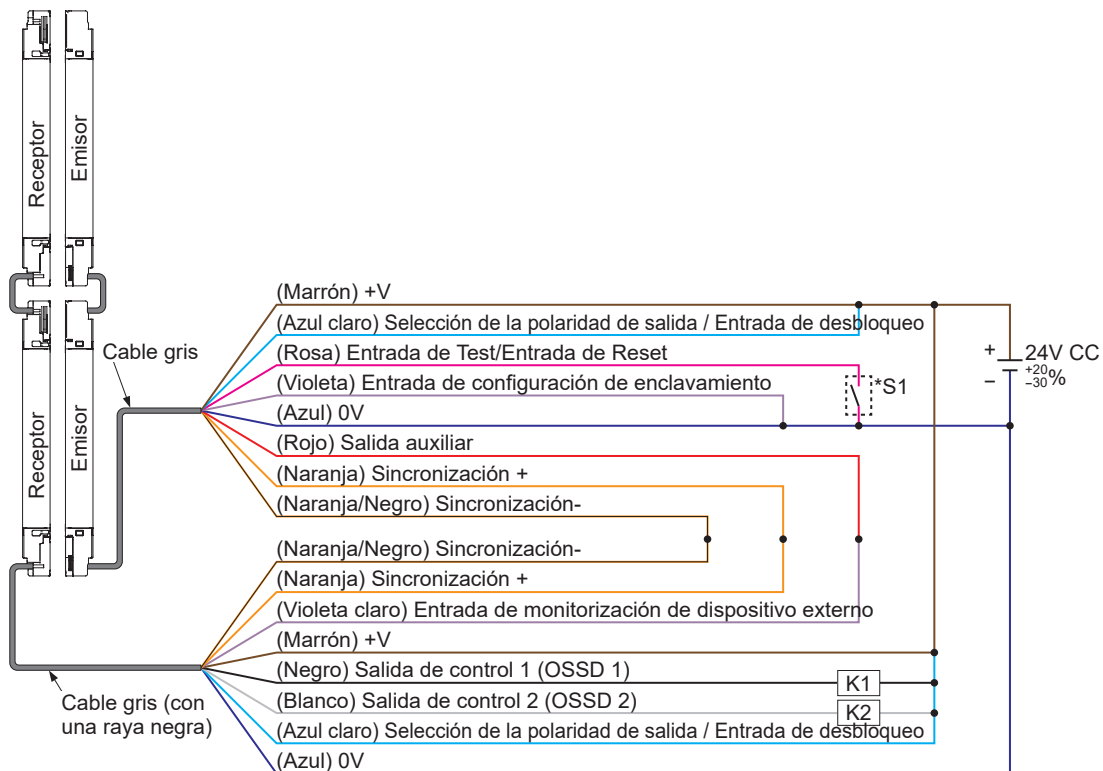 Receptor
Emisor
Receptor
Emisor
Cable gris
(Marrón) +V
(Azul claro) Selección de la polaridad de salida / Entrada de desbloqueo
(Rosa) Entrada de Test/Entrada de Reset
(Violeta) Entrada de configuración de enclavamiento
(Azul) 0V
(Rojo) Salida auxiliar
(Naranja) Sincronización +
(Naranja/Negro) Sincronización-
*S1
+
−
24V CC
+20
−30%
(Naranja/Negro) Sincronización-
(Naranja) Sincronización +
(Violeta claro) Entrada de monitorización de dispositivo externo
(Marrón) +V
(Negro) Salida de control 1 (OSSD 1)
K1
(Blanco) Salida de control 2 (OSSD 2)
K2
(Azul claro) Selección de la polaridad de salida / Entrada de desbloqueo
(Azul) 0V
Cable gris (con
una raya negra)